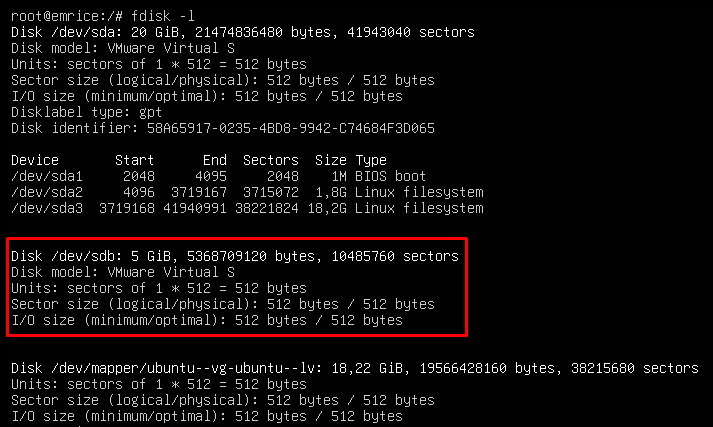 root@emrice:/# fdisk -l
Disk /dev/sda: 20 GiB, 21474836480 bytes, 41943040 sectors
Disk model: VMware Virtual S
Units: sectors of 1 * 512 = 512 bytes
Sector size (logical/physical): 512 bytes / 512 bytes
I/O size (minimum/optimal): 512 bytes / 512 bytes
Disklabel type: gpt
Disk identifier: 58A65917-0235-4BD8-9942-C74684F3D065
Device       Start      End  Sectors  Size Type
/dev/sda1     2048     4095     2048    1M BIOS boot
/dev/sda2     4096  3719167  3715072  1,8G Linux filesystem
/dev/sda3  3719168 41940991 38221824 18,2G Linux filesystem
Disk /dev/sdb: 5 GiB, 5368709120 bytes, 10485760 sectors
Disk model: VMware Virtual S
Units: sectors of 1 * 512 = 512 bytes
Sector size (logical/physical): 512 bytes / 512 bytes
I/O size (minimum/optimal): 512 bytes / 512 bytes
Disk /dev/mapper/ubuntu--vg-ubuntu--lv: 18,22 GiB, 19566428160 bytes, 38215680 sectors
Units: sectors of 1 * 512 = 512 bytes
Sector size (logical/physical): 512 bytes / 512 bytes
I/O size (minimum/optimal): 512 bytes / 512 bytes